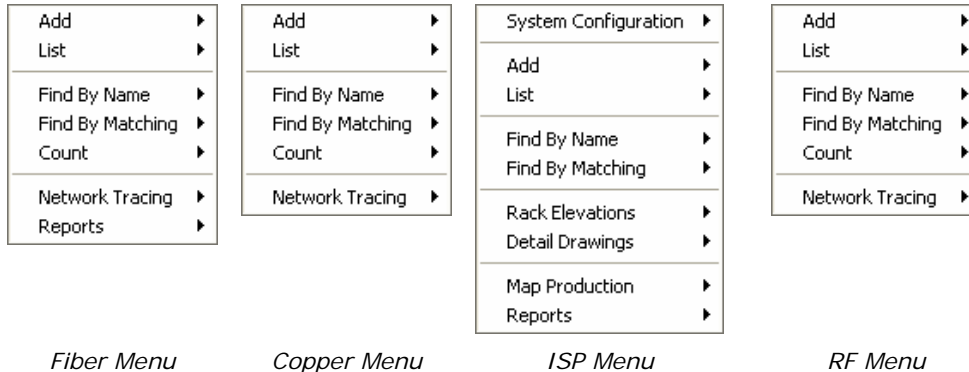 Add
List
Find By Name
Find By Matching
Count
Network Tracing
Reports
Fiber Menu
Add
List
Find By Name
Find By Matching
Count
Network Tracing
Copper Menu
System Configuration
Add
List
Find By Name
Find By Matching
Rack Elevations
Detail Drawings
Map Production
Reports
ISP Menu
Add
List
Find By Name
Find By Matching
Count
Network Tracing
RF Menu